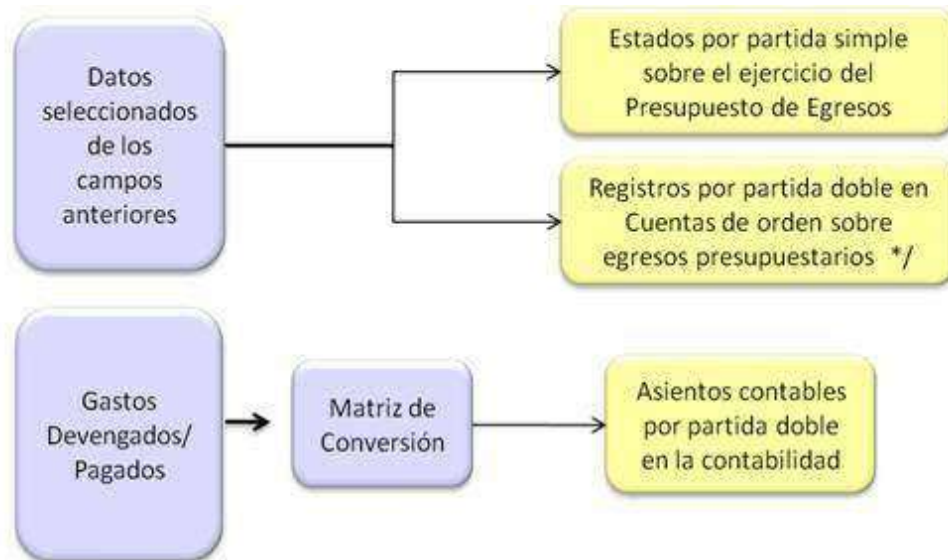 Datos
seleccionados
de los
campos
anteriores
Estados por partida simple
sobre el ejercicio del
Presupuesto de Egresos
Registros por partida doble en
Cuentas de orden sobre
egresos presupuestarios */
Gastos
Devengados/
Pagados
Matriz de
Conversión
Asientos contables
por partida doble
en la contabilidad